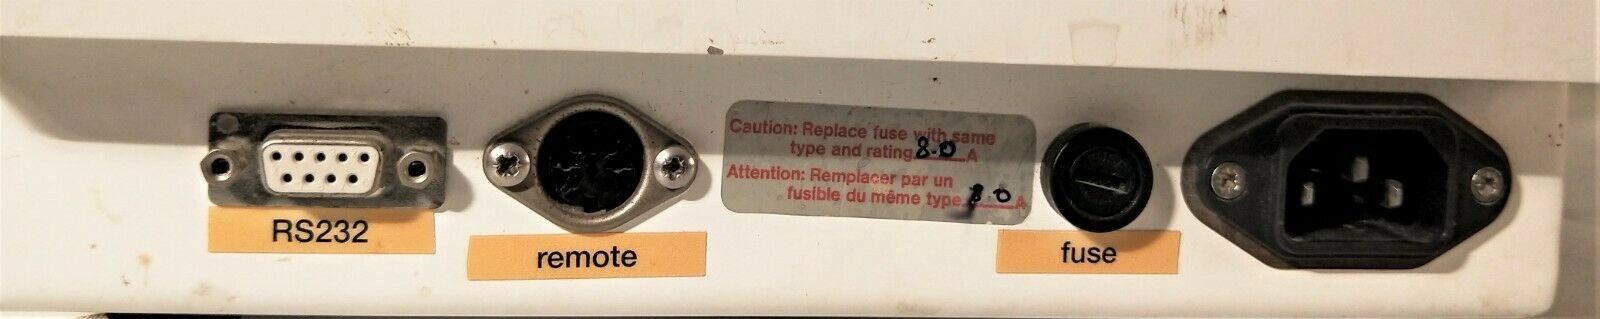 Caution: Replace fuse with same
type and rating 8.0 A
Attention: Remplacer par un
fusible du même type 8.0 A
RS232
remote
fuse